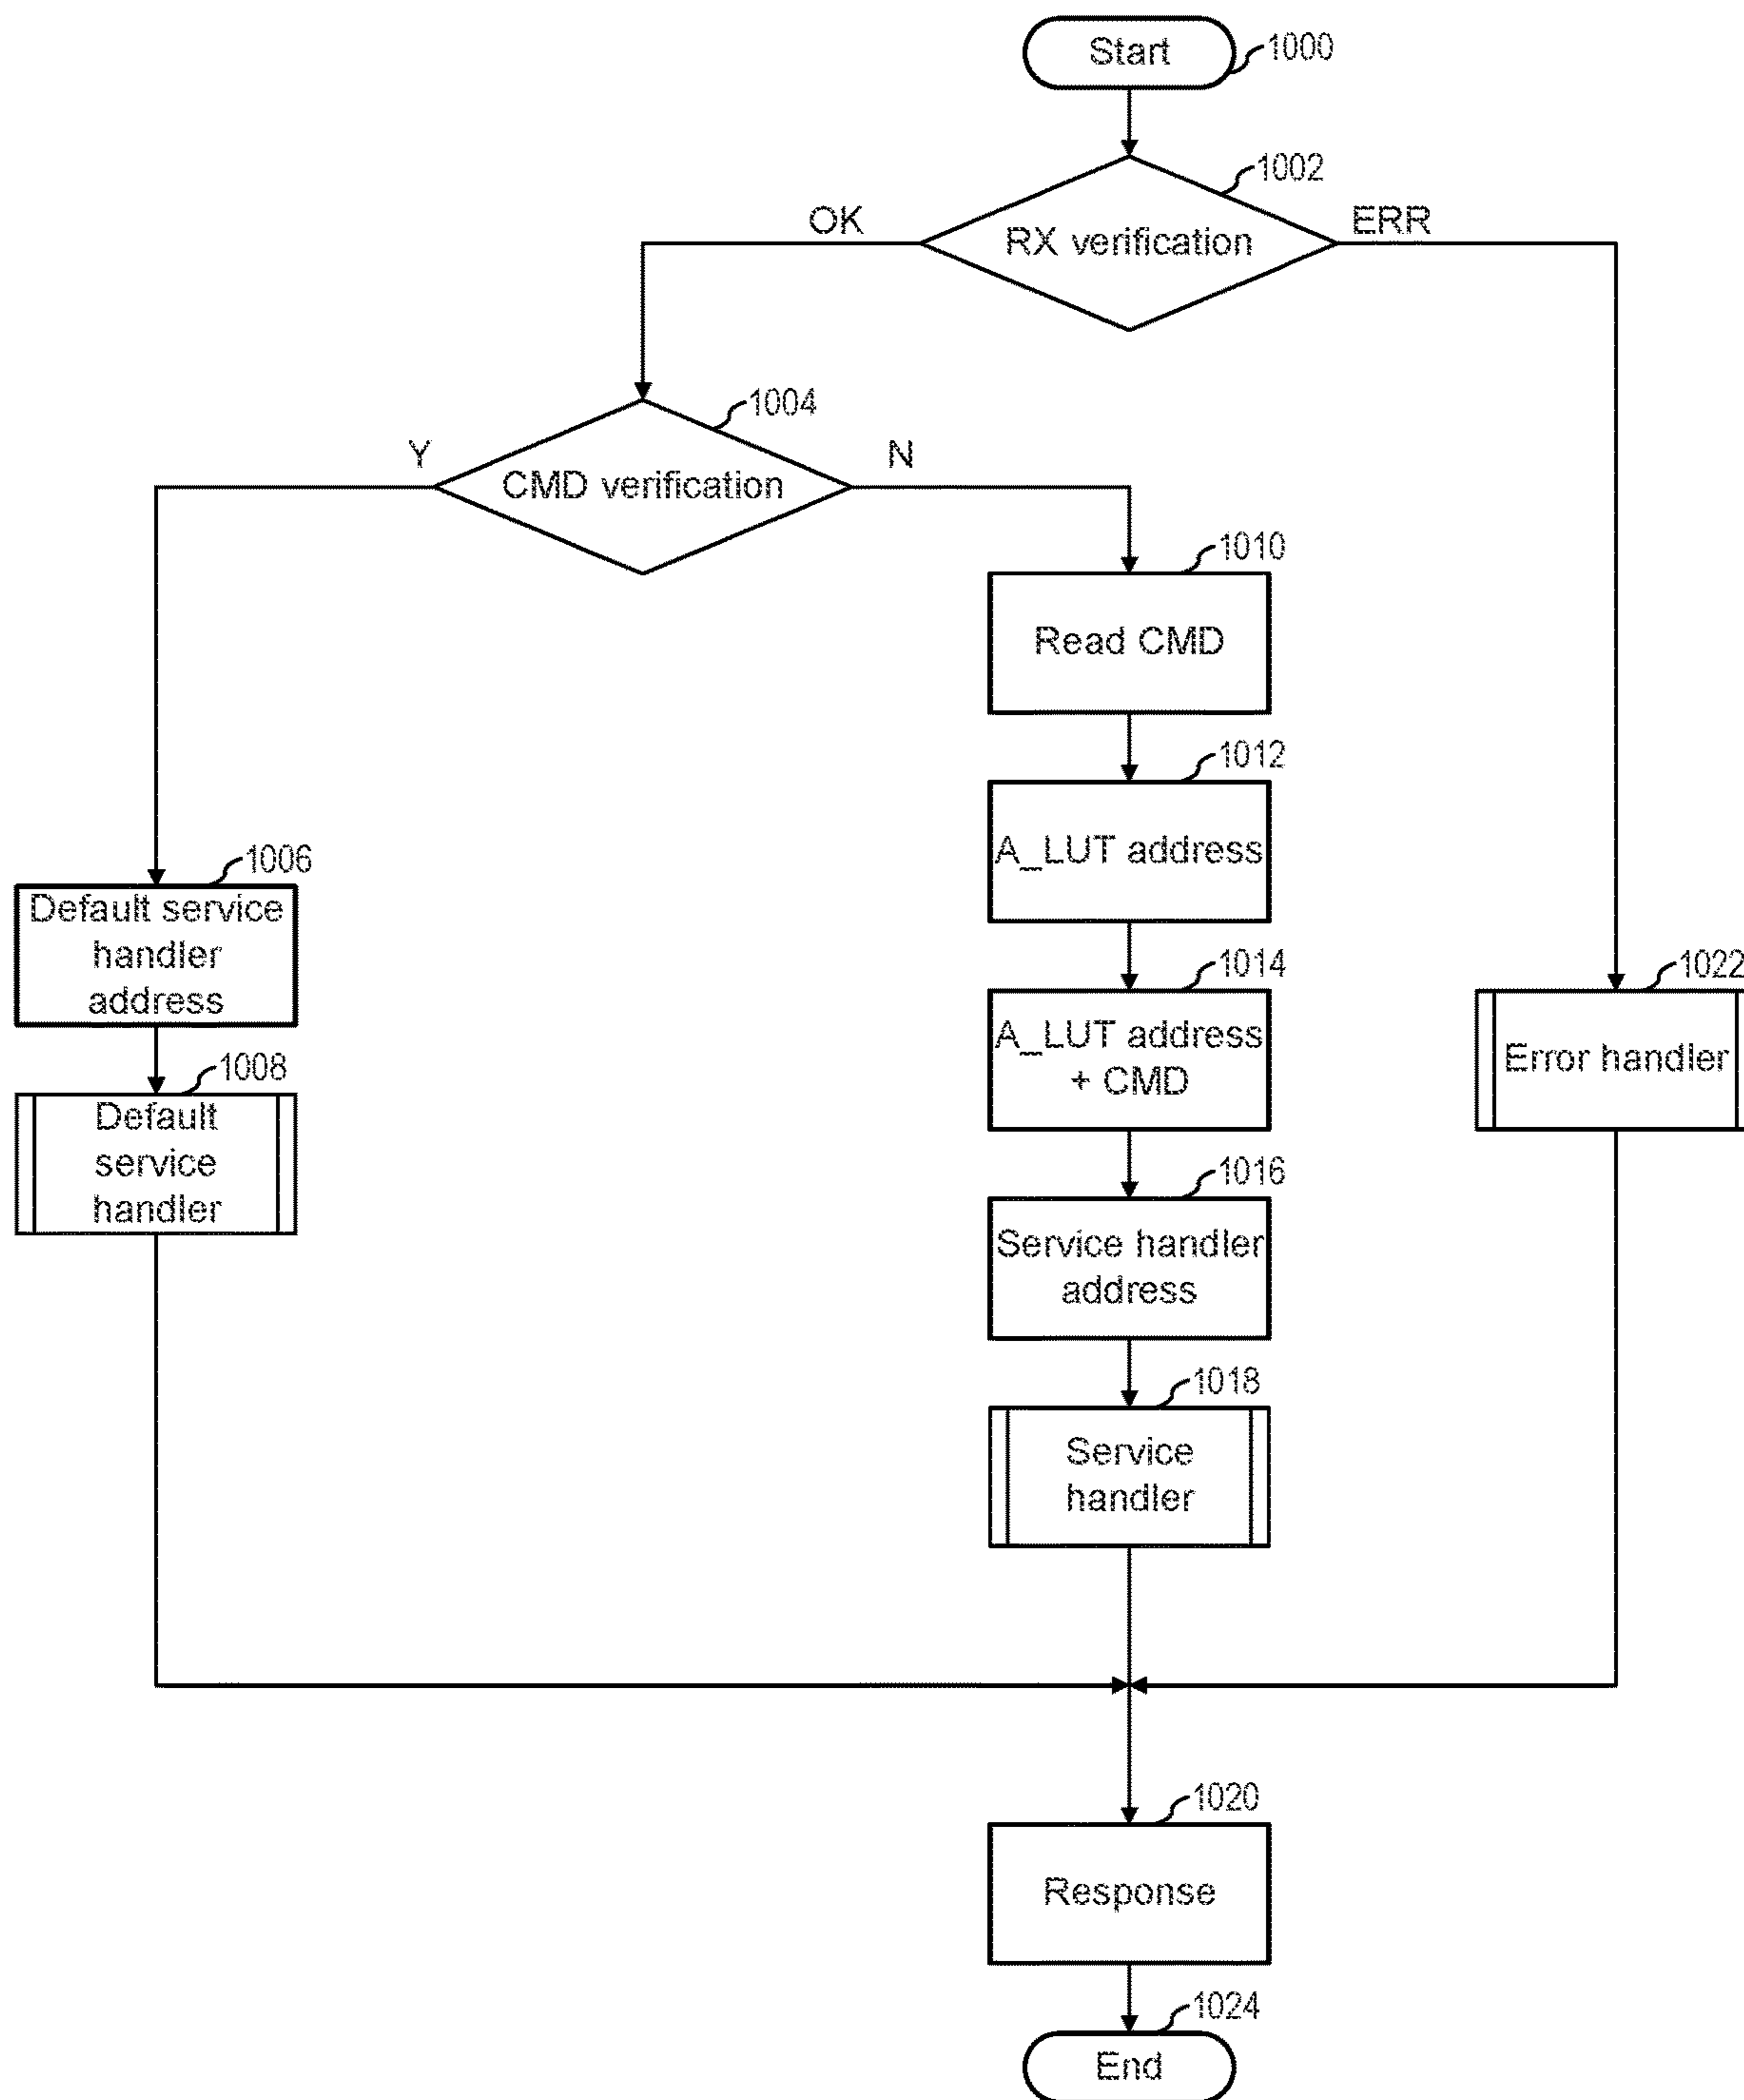 Start
1000
1002
OK
ERR
RX verification
1004
Y
N
CMD verification
1010
Read CMD
1012
A_LUT address
1006
Default service
handler
address
1014
A_LUT address
+ CMD
1022
Error handler
1008
Default
service
handler
1016
Service handler
address
1018
Service
handler
1020
Response
1024
End